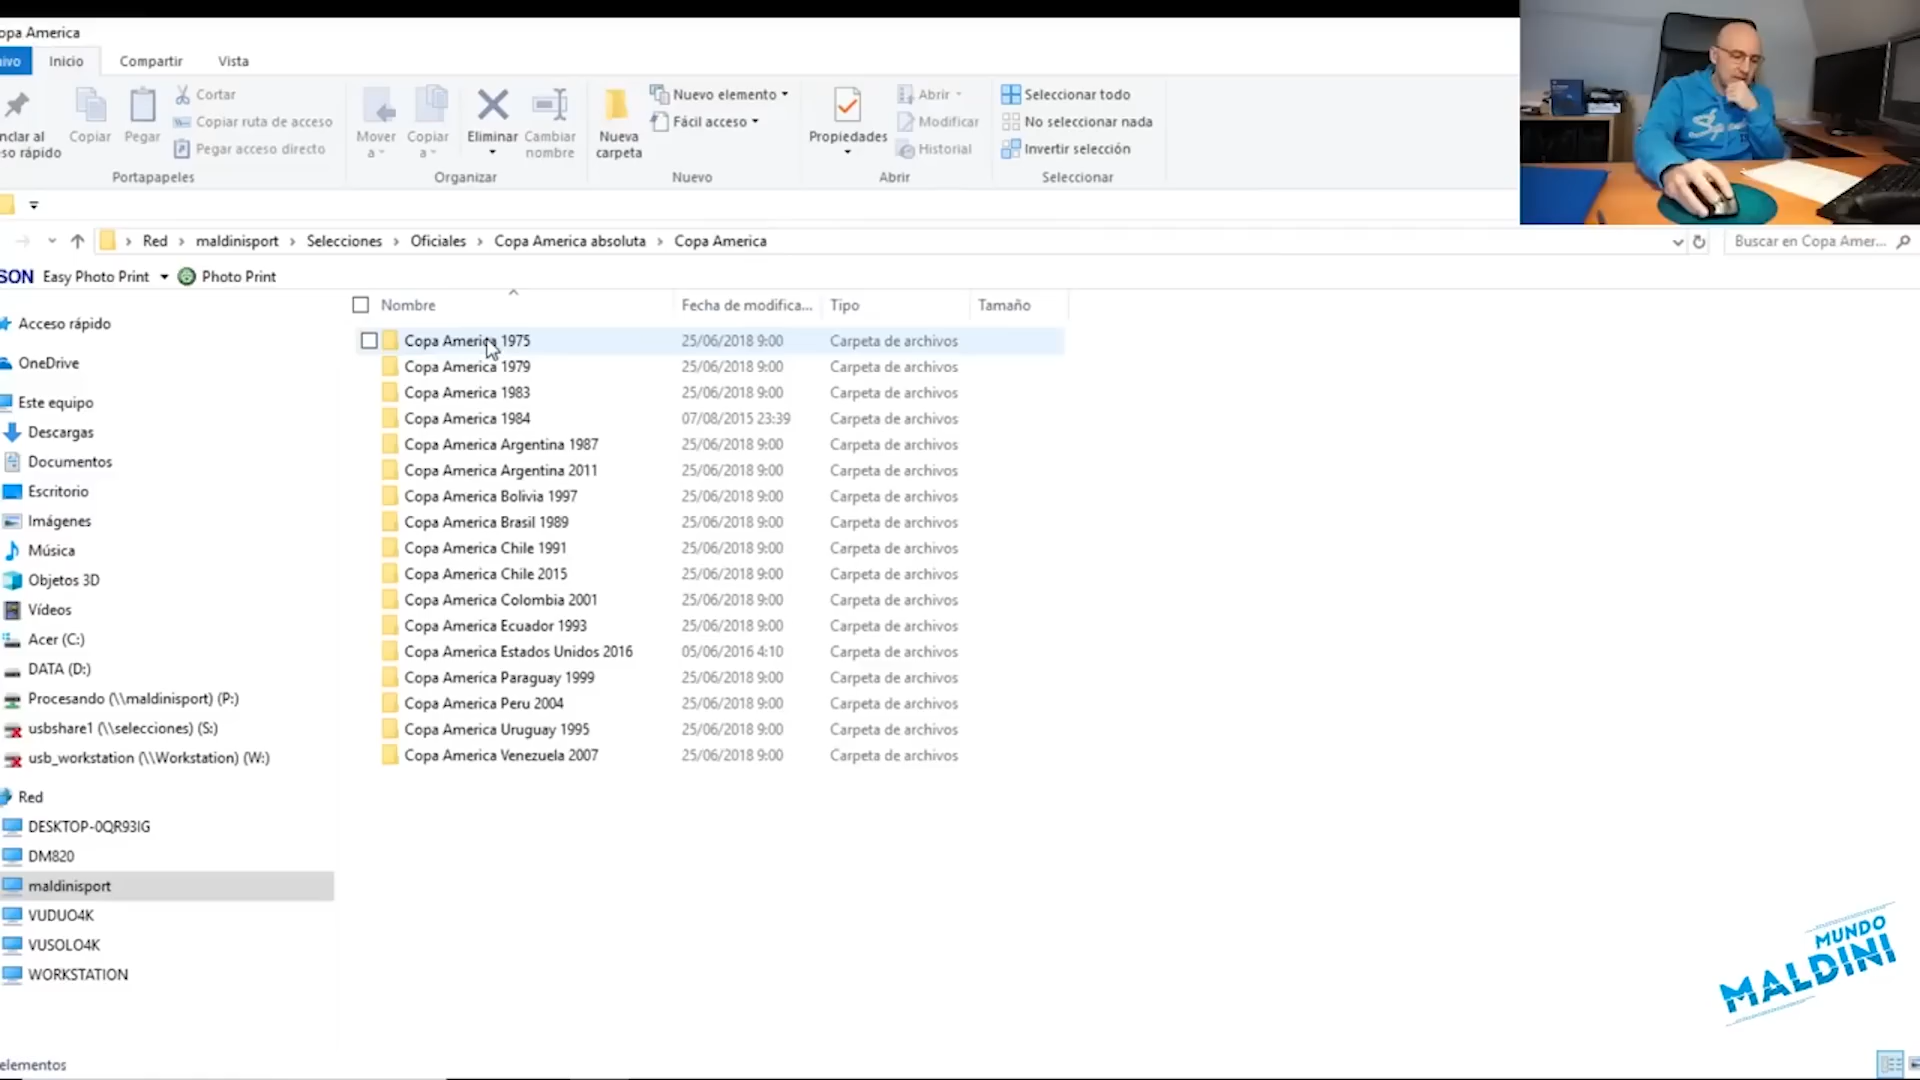 opa America
ivo Inicio Compartir Vista
Cortar
Copiar ruta de acceso
Pegar acceso directo
nclar al
so rápido
Copiar
Pegar
Portapapeles
Mover
a
Copiar
a
Eliminar
Cambiar
nombre
Organizar
Nueva
carpeta
Nuevo elemento
Fácil acceso
Nuevo
Propiedades
Abrir
Modificar
Historial
Abrir
Seleccionar todo
No seleccionar nada
Invertir selección
Seleccionar
Red > maldinisport > Selecciones > Oficiales > Copa America absoluta > Copa America
Buscar en Copa Amer...
SON Easy Photo Print Photo Print
Acceso rápido
OneDrive
Este equipo
Descargas
Documentos
Escritorio
Imágenes
Música
Objetos 3D
Vídeos
Acer (C:)
DATA (D:)
Procesando (\\maldinisport) (P:)
usbshare1 (\\selecciones) (S:)
usb_workstation (\\Workstation) (W:)
Red
DESKTOP-0QR93IG
DM820
maldinisport
VUDUO4K
VUSOLO4K
WORKSTATION
Nombre Fecha de modifica... Tipo Tamaño
Copa America 1975 25/06/2018 9:00 Carpeta de archivos
Copa America 1979 25/06/2018 9:00 Carpeta de archivos
Copa America 1983 25/06/2018 9:00 Carpeta de archivos
Copa America 1984 07/08/2015 23:39 Carpeta de archivos
Copa America Argentina 1987 25/06/2018 9:00 Carpeta de archivos
Copa America Argentina 2011 25/06/2018 9:00 Carpeta de archivos
Copa America Bolivia 1997 25/06/2018 9:00 Carpeta de archivos
Copa America Brasil 1989 25/06/2018 9:00 Carpeta de archivos
Copa America Chile 1991 25/06/2018 9:00 Carpeta de archivos
Copa America Chile 2015 25/06/2018 9:00 Carpeta de archivos
Copa America Colombia 2001 25/06/2018 9:00 Carpeta de archivos
Copa America Ecuador 1993 25/06/2018 9:00 Carpeta de archivos
Copa America Estados Unidos 2016 05/06/2016 4:10 Carpeta de archivos
Copa America Paraguay 1999 25/06/2018 9:00 Carpeta de archivos
Copa America Peru 2004 25/06/2018 9:00 Carpeta de archivos
Copa America Uruguay 1995 25/06/2018 9:00 Carpeta de archivos
Copa America Venezuela 2007 25/06/2018 9:00 Carpeta de archivos
MUNDO
MALDINI
elementos